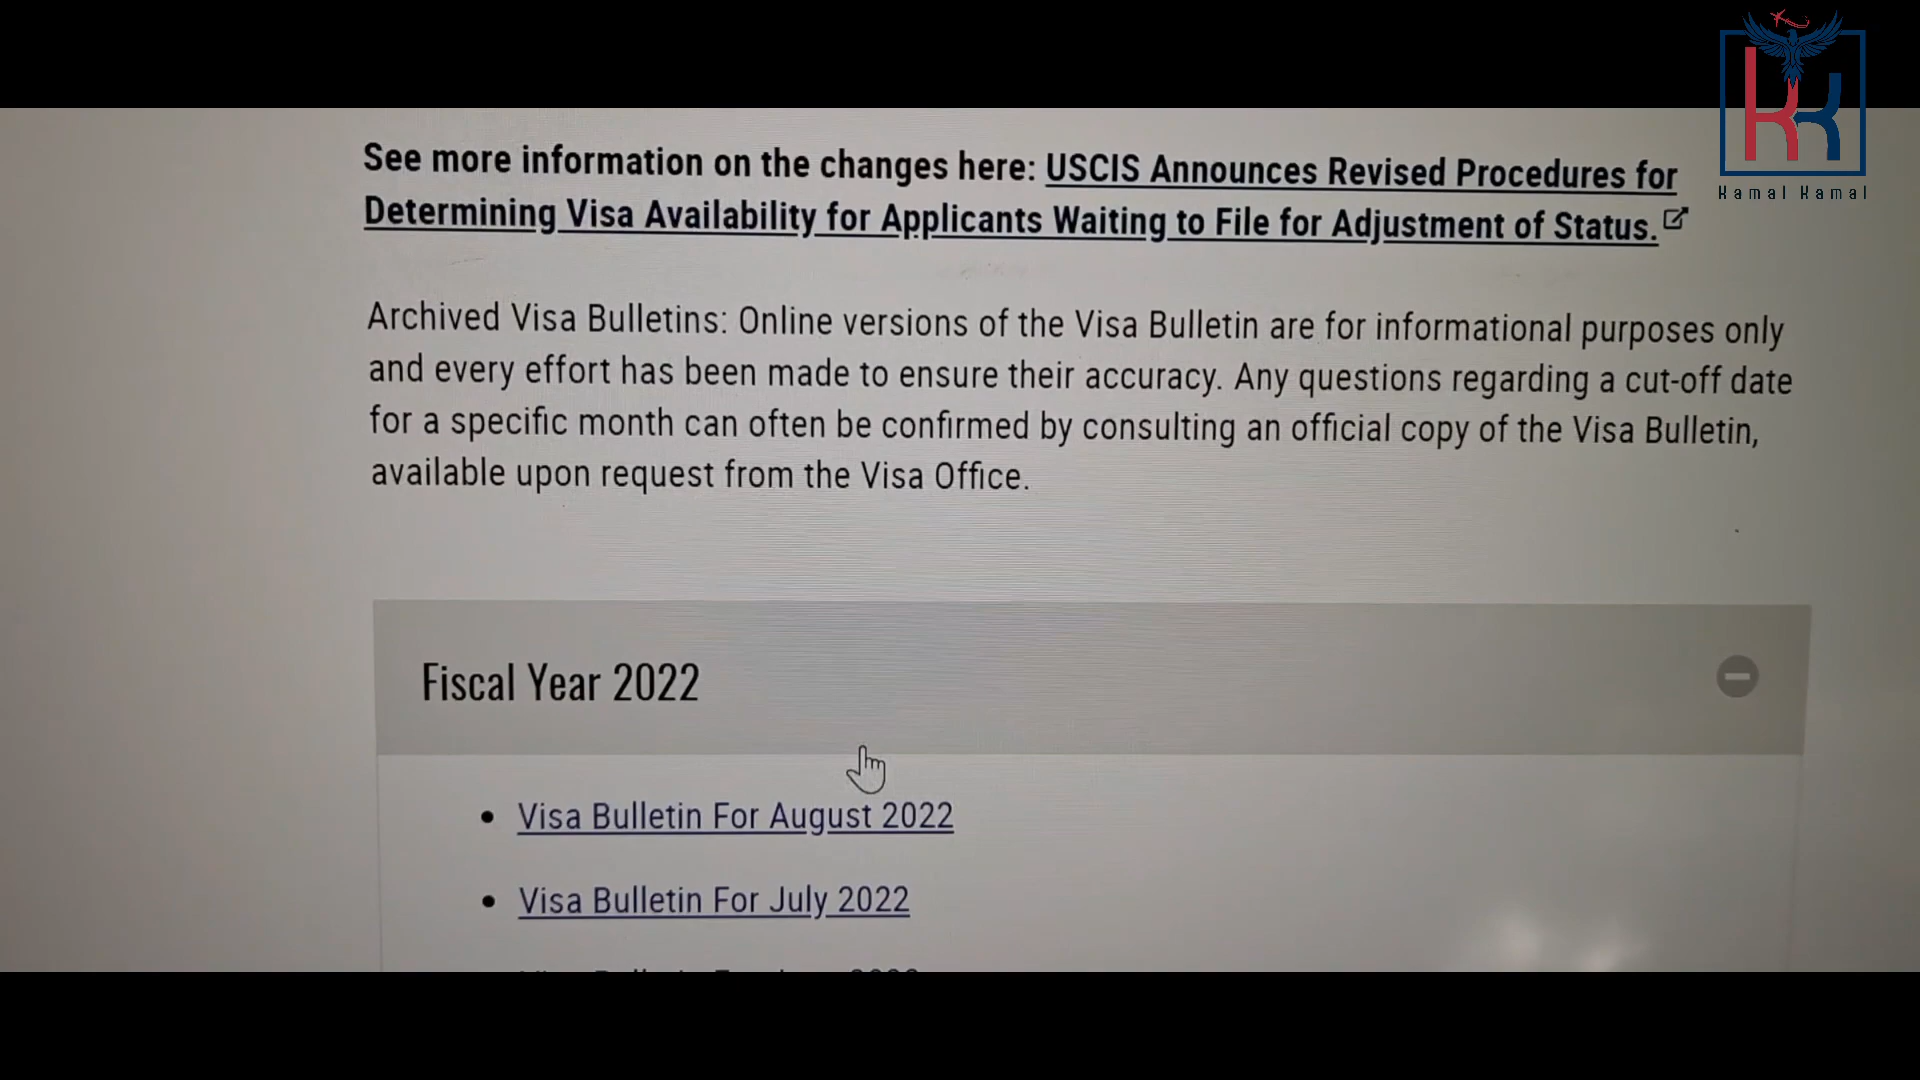 Kamal Kamal
See more information on the changes here: USCIS Announces Revised Procedures for
Determining Visa Availability for Applicants Waiting to File for Adjustment of Status.
Archived Visa Bulletins: Online versions of the Visa Bulletin are for informational purposes only
and every effort has been made to ensure their accuracy. Any questions regarding a cut-off date
for a specific month can often be confirmed by consulting an official copy of the Visa Bulletin,
available upon request from the Visa Office.
Fiscal Year 2022
• Visa Bulletin For August 2022
• Visa Bulletin For July 2022